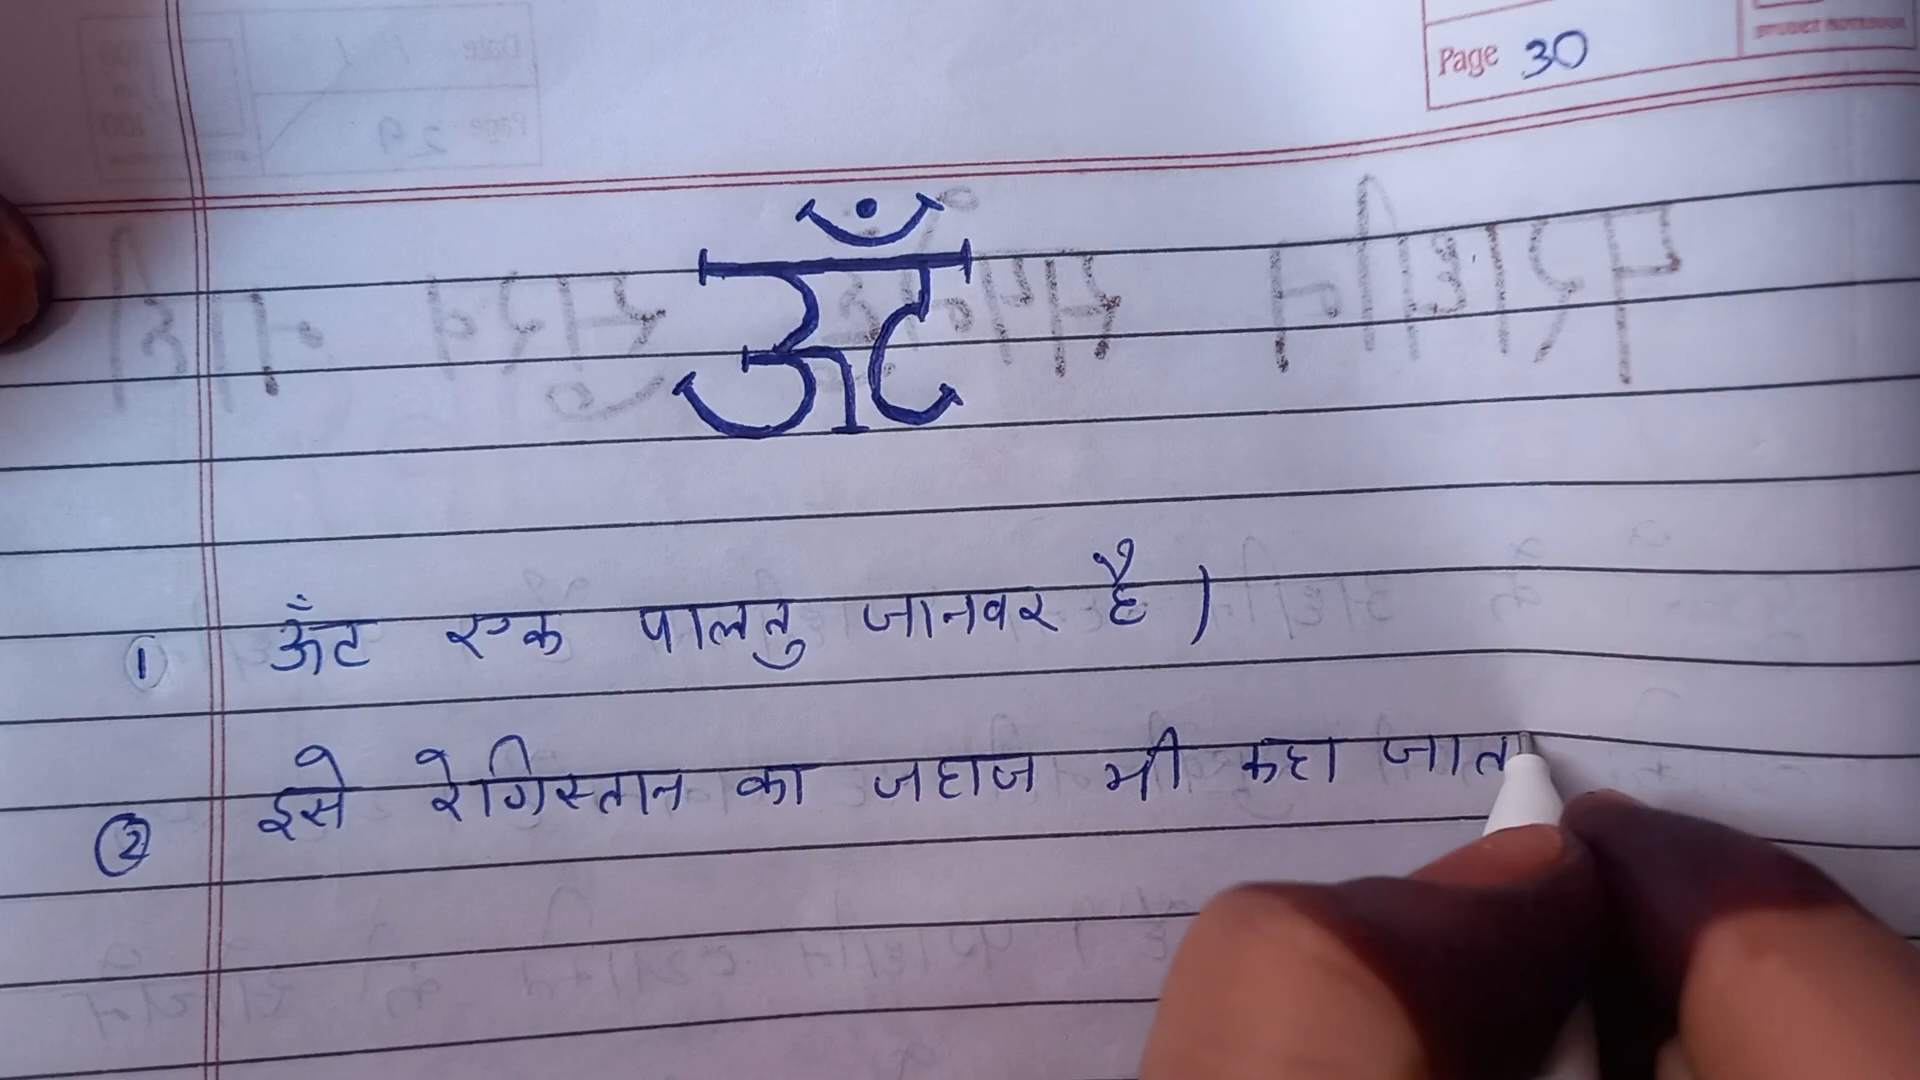 Page 30
ऊँट
① ऊँट एक पालतु जानवर है।
② इसे रेगिस्तान का जहाज भी कहा जात